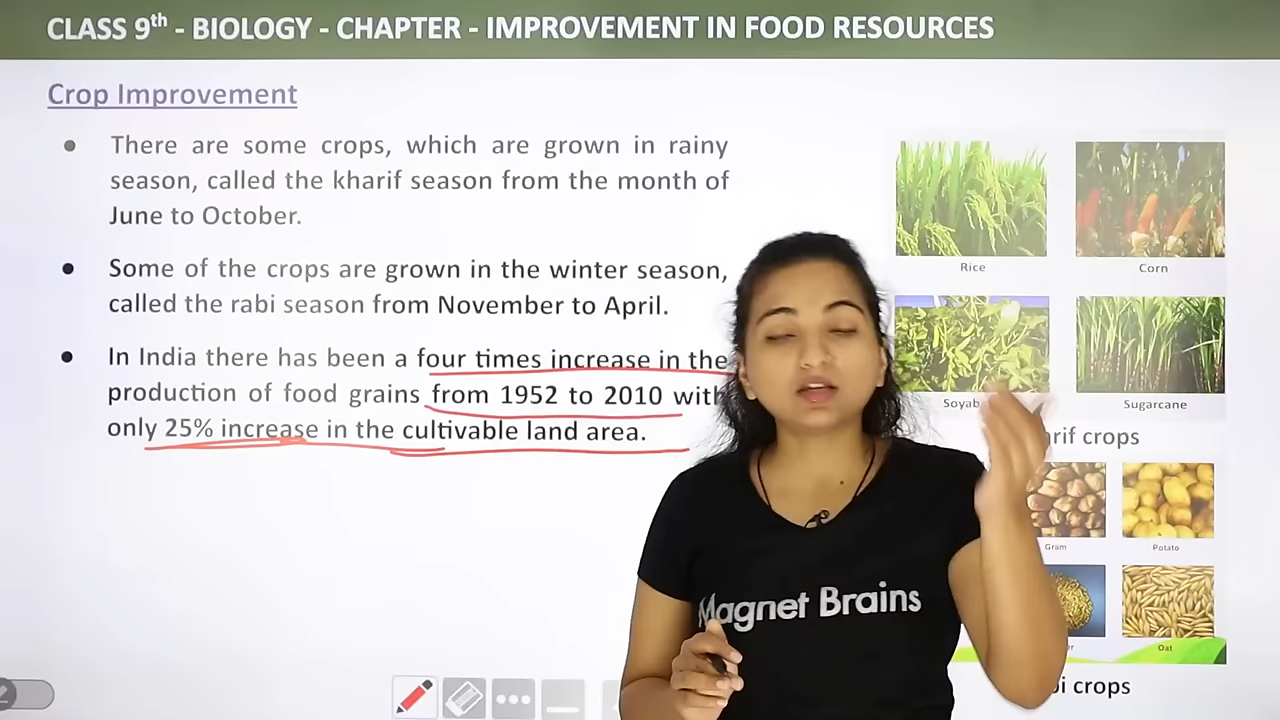 CLASS 9th - BIOLOGY - CHAPTER - IMPROVEMENT IN FOOD RESOURCES
Crop Improvement
There are some crops, which are grown in rainy
season, called the kharif season from the month of
June to October.
Some of the crops are grown in the winter season,
called the rabi season from November to April.
In India there has been a four times increase in the
production of food grains from 1952 to 2010 with
only 25% increase in the cultivable land area.
Rice
Corn
Sugarcane
crops
Gram
Potato
Oat
crops
Magnet Brains